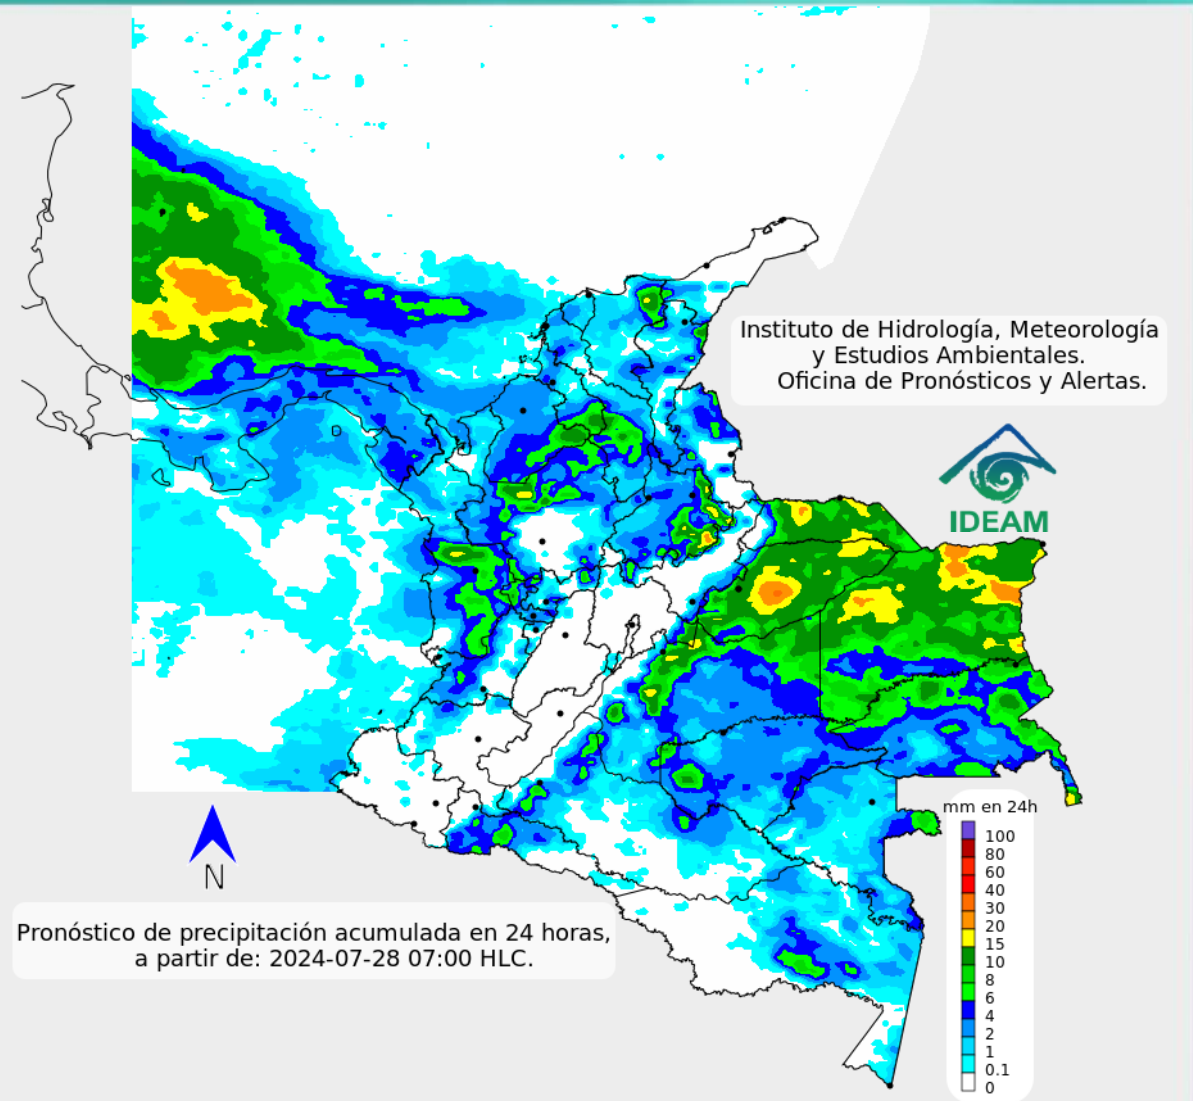 Instituto de Hidrología, Meteorología
y Estudios Ambientales.
Oficina de Pronósticos y Alertas.
IDEAM
mm en 24h
100
80
60
40
30
20
15
10
8
6
4
2
1
0.1
0
N
Pronóstico de precipitación acumulada en 24 horas,
a partir de: 2024-07-28 07:00 HLC.